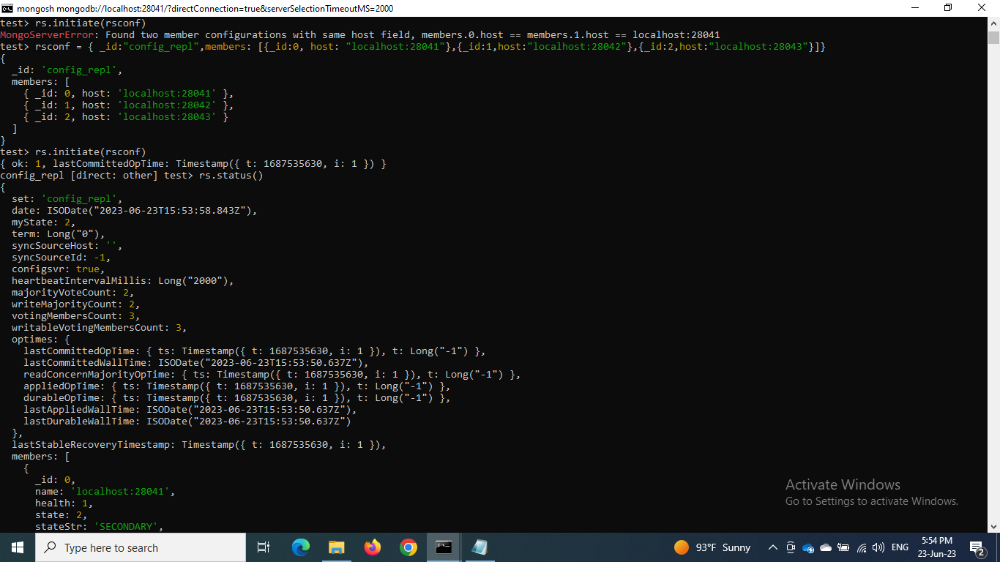 mongosh mongodb://localhost:28041/?directConnection=true&serverSelectionTimeoutMS=2000
test> rs.initiate(rsconf)
MongoServerError: Found two member configurations with same host field, members.0.host == members.1.host == localhost:28041
test> rsconf = { _id:"config_repl",members: [{_id:0, host: "localhost:28041"},{_id:1,host:"localhost:28042"},{_id:2,host:"localhost:28043"}]}
{
  _id: 'config_repl',
  members: [
    { _id: 0, host: 'localhost:28041' },
    { _id: 1, host: 'localhost:28042' },
    { _id: 2, host: 'localhost:28043' }
  ]
}
test> rs.initiate(rsconf)
{ ok: 1, lastCommittedOpTime: Timestamp({ t: 1687535630, i: 1 }) }
config_repl [direct: other] test> rs.status()
{
  set: 'config_repl',
  date: ISODate("2023-06-23T15:53:58.843Z"),
  myState: 2,
  term: Long("0"),
  syncSourceHost: '',
  syncSourceId: -1,
  configsvr: true,
  heartbeatIntervalMillis: Long("2000"),
  majorityVoteCount: 2,
  writeMajorityCount: 2,
  votingMembersCount: 3,
  writableVotingMembersCount: 3,
  optimes: {
    lastCommittedOpTime: { ts: Timestamp({ t: 1687535630, i: 1 }), t: Long("-1") },
    lastCommittedWallTime: ISODate("2023-06-23T15:53:50.637Z"),
    readConcernMajorityOpTime: { ts: Timestamp({ t: 1687535630, i: 1 }), t: Long("-1") },
    appliedOpTime: { ts: Timestamp({ t: 1687535630, i: 1 }), t: Long("-1") },
    durableOpTime: { ts: Timestamp({ t: 1687535630, i: 1 }), t: Long("-1") },
    lastAppliedWallTime: ISODate("2023-06-23T15:53:50.637Z"),
    lastDurableWallTime: ISODate("2023-06-23T15:53:50.637Z")
  },
  lastStableRecoveryTimestamp: Timestamp({ t: 1687535630, i: 1 }),
  members: [
    {
      _id: 0,
      name: 'localhost:28041',
      health: 1,
      state: 2,
      stateStr: 'SECONDARY',
Activate Windows
Go to Settings to activate Windows.
Type here to search
93°F Sunny
ENG
5:54 PM
23-Jun-23
2